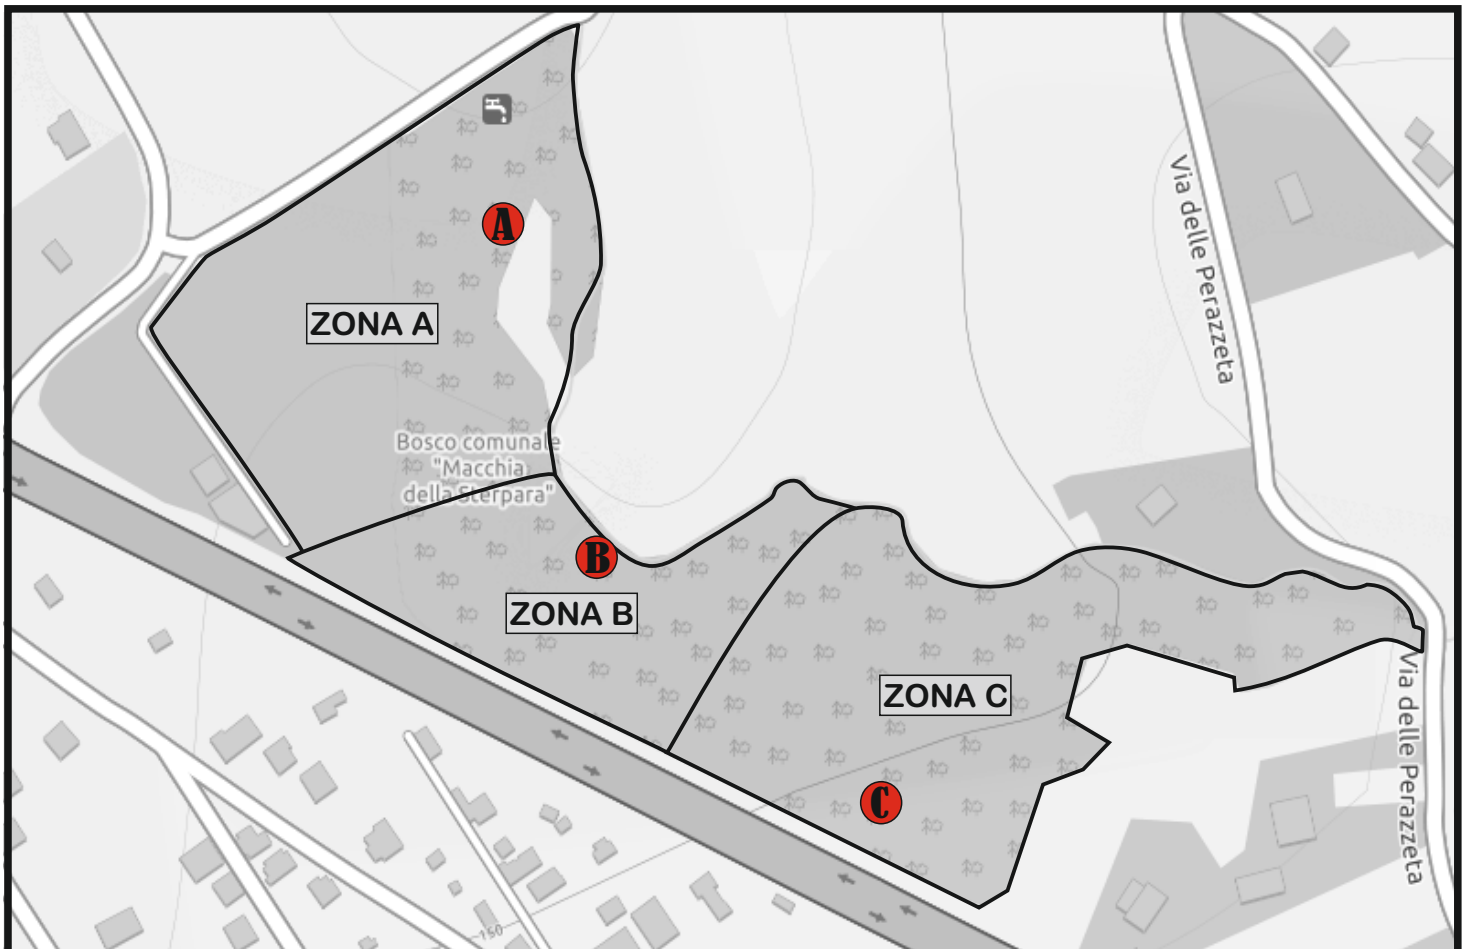 Via delle Perazzeta
A
ZONA A
Bosco comunale
"Macchia
della Sterpara"
B
ZONA B
ZONA C
Via delle Perazzeta
C
150